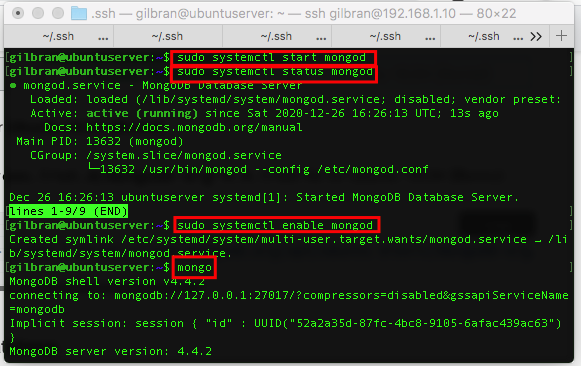 .ssh — gilbran@ubuntuserver: ~ — ssh gilbran@192.168.1.10 — 80×22
~/.ssh ~/.ssh ~/.ssh ~/.ssh ~/.ssh >> +
[gilbran@ubuntuserver:~$ sudo systemctl start mongod ]
[gilbran@ubuntuserver:~$ sudo systemctl status mongod ]
● mongod.service - MongoDB Database Server
Loaded: loaded (/lib/systemd/system/mongod.service; disabled; vendor preset:
Active: active (running) since Sat 2020-12-26 16:26:13 UTC; 13s ago
Docs: https://docs.mongodb.org/manual
Main PID: 13632 (mongod)
CGroup: /system.slice/mongod.service
└─13632 /usr/bin/mongod --config /etc/mongod.conf
Dec 26 16:26:13 ubuntuserver systemd[1]: Started MongoDB Database Server.
lines 1-9/9 (END)
[gilbran@ubuntuserver:~$ sudo systemctl enable mongod ]
Created symlink /etc/systemd/system/multi-user.target.wants/mongod.service → /li
b/systemd/system/mongod.service.
[gilbran@ubuntuserver:~$ mongo ]
MongoDB shell version v4.4.2
connecting to: mongodb://127.0.0.1:27017/?compressors=disabled&gssapiServiceName
=mongodb
Implicit session: session { "id" : UUID("52a2a35d-87fc-4bc8-9105-6afac439ac63")
}
MongoDB server version: 4.4.2